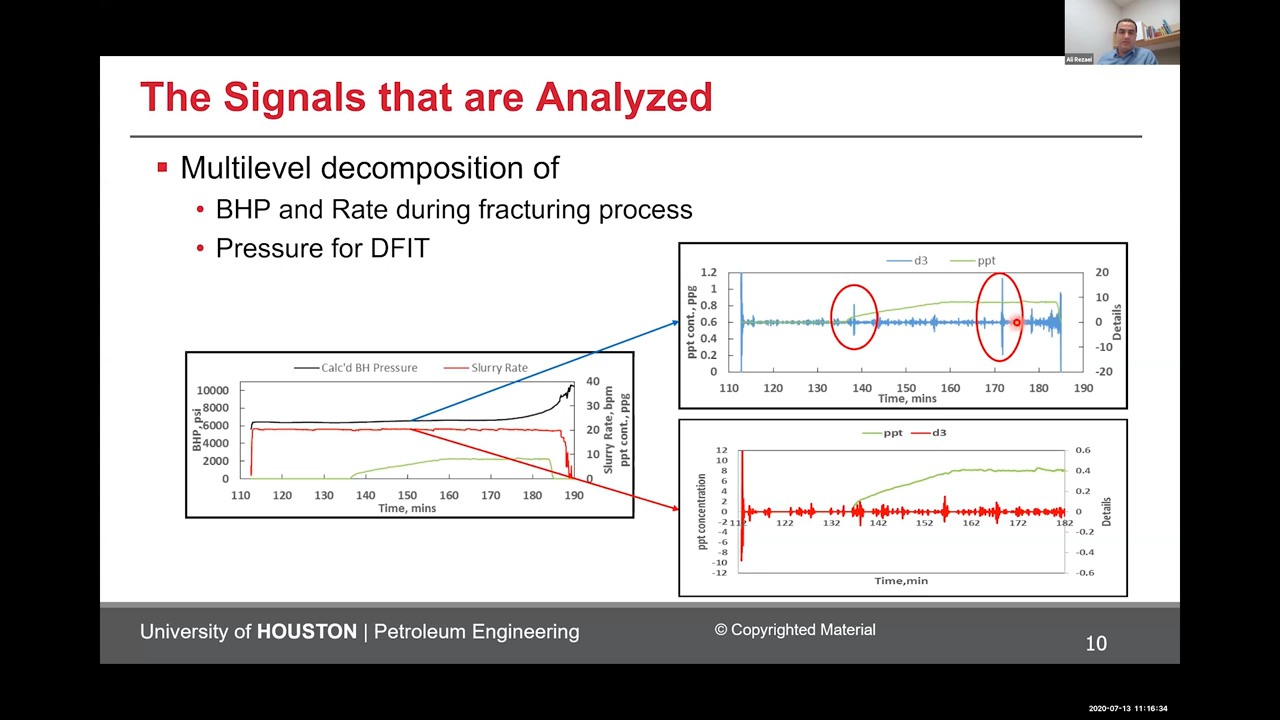 Ali Rezaei
The Signals that are Analyzed
Multilevel decomposition of
BHP and Rate during fracturing process
Pressure for DFIT
d3 ppt
1.2 20
1 10
0.8
0.6 0
0.4
0.2 -10
0 -20
ppt cont., ppg
Details
110 120 130 140 150 160 170 180 190
Time, mins
Calc'd BH Pressure Slurry Rate
10000 40
8000 30
6000 20
4000
2000 10
0 0
BHP, psi
Slurry Rate, bpm
ppt cont., ppg
110 120 130 140 150 160 170 180 190
Time, mins
ppt d3
12 0.6
10
8 0.4
6
4 0.2
2
0 0
-2 112 122 132 142 152 162 172 182
-4 -0.2
-6
-8 -0.4
-10
-12 -0.6
ppt concentration
Details
Time,min
University of HOUSTON | Petroleum Engineering
© Copyrighted Material
10
2020-07-13 11:16:34